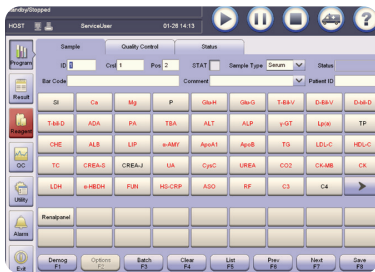 Standby/Stopped
HOST ServiceUser 01-26 14:13
Program
Result
Reagent
QC
Utility
Alarm
Exit
Sample Quality Control Status
ID 1 Crsl 1 Pos 2 STAT Sample Type Serum Status
Bar Code Comment Patient ID
SI Ca Mg P Glu-H Glu-G T-Bil-V D-Bil-V D-bil-D
T-bil-D ADA PA TBA ALT ALP γ-GT Lp(a) TP
CHE ALB LIP α-AMY ApoA1 ApoB TG LDL-C HDL-C
TC CREA-S CREA-J UA CysC UREA CO2 CK-MB CK
LDH α-HBDH FUN HS-CRP ASO RF C3 C4
Renalpanel
Demog Options Batch Clear List Prev Next Save
F1 F2 F3 F4 F5 F6 F7 F8